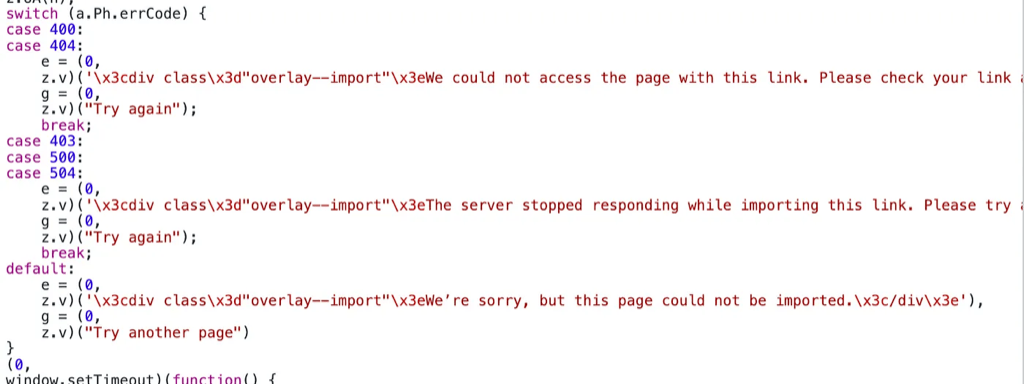 switch (a.Ph.errCode) {
case 400:
case 404:
e = (0,
z.v)('\x3cdiv class\x3d"overlay--import"\x3eWe could not access the page with this link. Please check your link
g = (0,
z.v)("Try again");
break;
case 403:
case 500:
case 504:
e = (0,
z.v)('\x3cdiv class\x3d"overlay--import"\x3eThe server stopped responding while importing this link. Please try
g = (0,
z.v)("Try again");
break;
default:
e = (0,
z.v)('\x3cdiv class\x3d"overlay--import"\x3eWe’re sorry, but this page could not be imported.\x3c/div\x3e'),
g = (0,
z.v)("Try another page")
}
(0,
window.setTimeout)(function() {